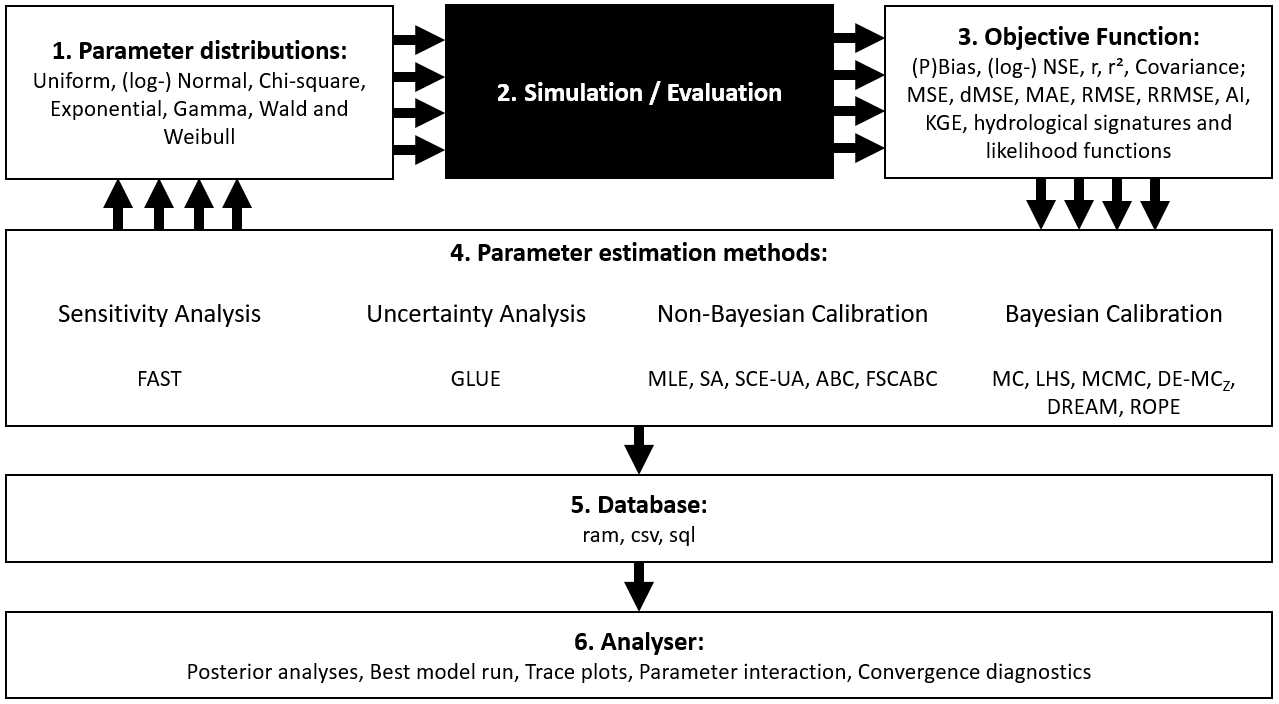 1. Parameter distributions:
Uniform, (log-) Normal, Chi-square,
Exponential, Gamma, Wald and
Weibull
2. Simulation / Evaluation
3. Objective Function:
(P)Bias, (log-) NSE, r, r², Covariance;
MSE, dMSE, MAE, RMSE, RRMSE, AI,
KGE, hydrological signatures and
likelihood functions
4. Parameter estimation methods:
Sensitivity Analysis
FAST
Uncertainty Analysis
GLUE
Non-Bayesian Calibration
MLE, SA, SCE-UA, ABC, FSCABC
Bayesian Calibration
MC, LHS, MCMC, DE-MCZ,
DREAM, ROPE
5. Database:
ram, csv, sql
6. Analyser:
Posterior analyses, Best model run, Trace plots, Parameter interaction, Convergence diagnostics